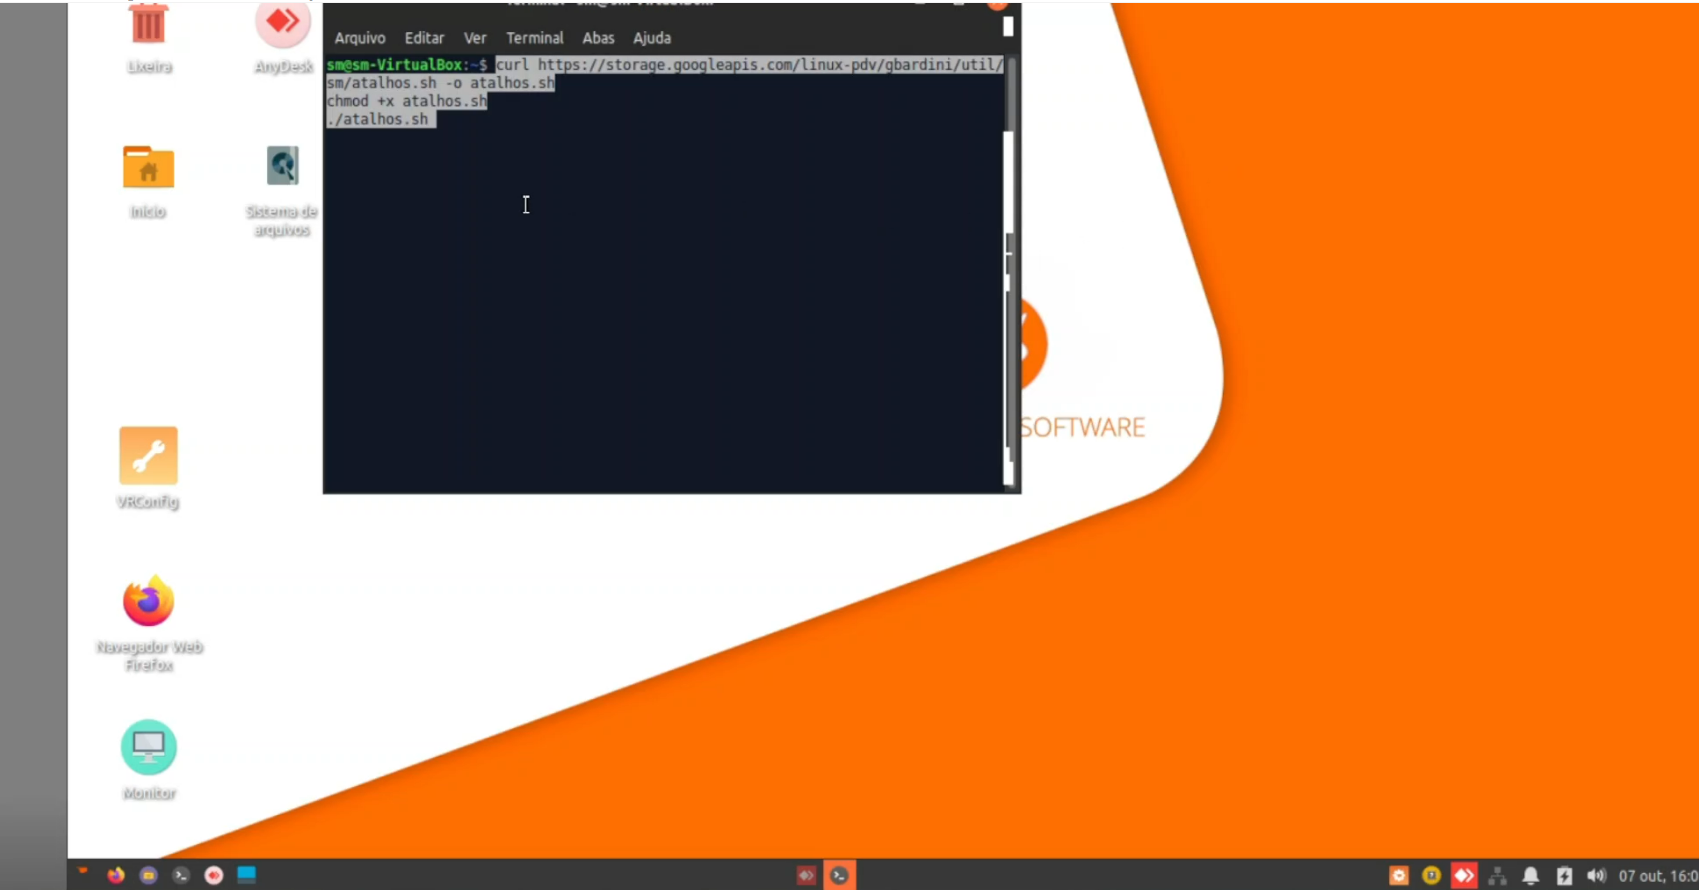 Arquivo Editar Ver Terminal Abas Ajuda
sm@sm-VirtualBox:~$ curl https://storage.googleapis.com/linux-pdv/gbardini/util/
sm/atalhos.sh -o atalhos.sh
chmod +x atalhos.sh
./atalhos.sh
Lixeira
AnyDesk
Início
Sistema de
arquivos
SOFTWARE
VRConfig
Navegador Web
Firefox
Monitor
07 out, 16:0